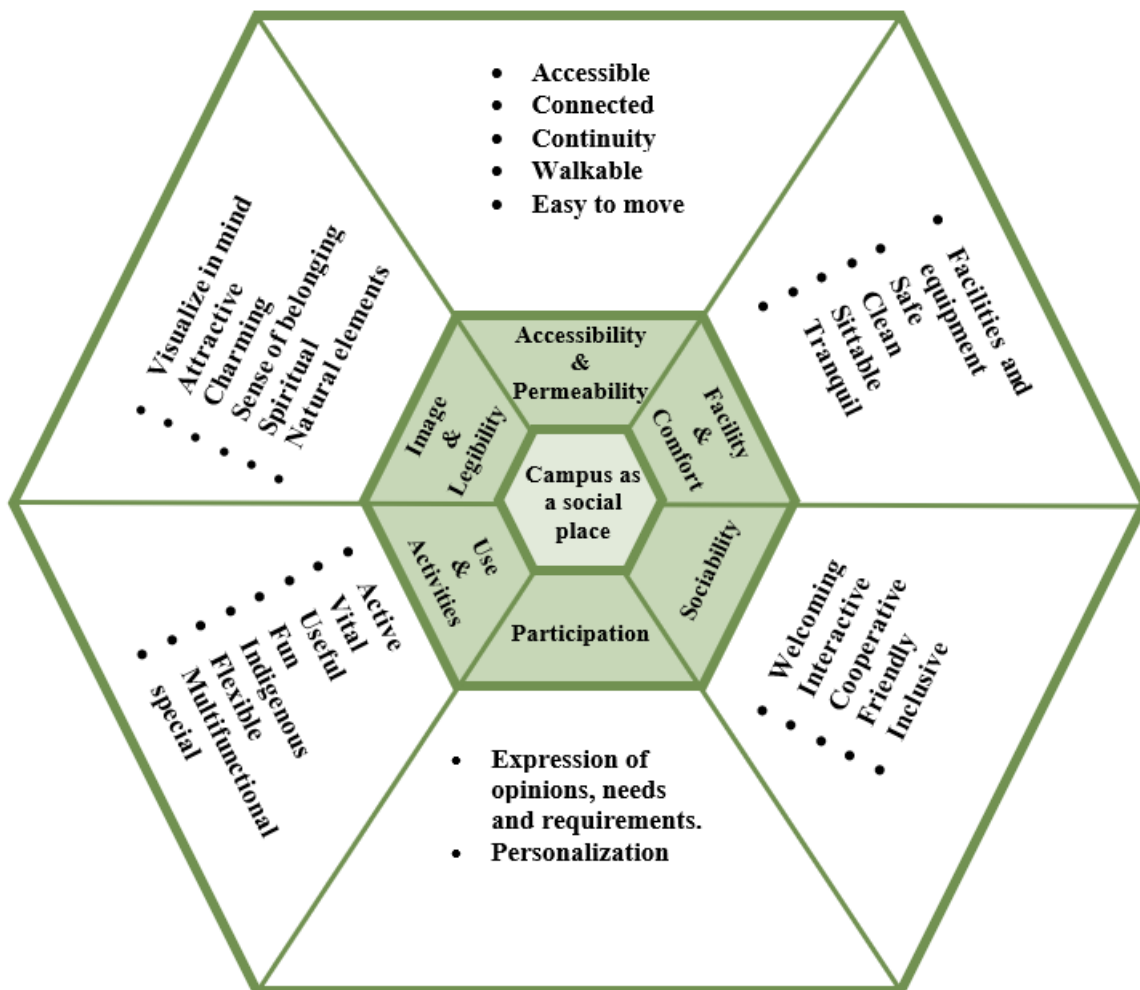 • Accessible
• Connected
• Continuity
• Walkable
• Easy to move
• Visualize in mind
• Attractive
• Charming
• Sense of belonging
• Spiritual
• Natural elements
• Facilities and
equipment
• Safe
• Clean
• Sittable
• Tranquil
Accessibility
&
Permeability
Image
&
Legibility
Facility
&
Comfort
Campus as
a social
place
Use
&
Activities
Sociability
Participation
• Active
• Vital
• Useful
• Fun
• Indigenous
• Flexible
• Multifunctional
• special
• Welcoming
• Interactive
• Cooperative
• Friendly
• Inclusive
• Expression of
opinions, needs
and requirements.
• Personalization